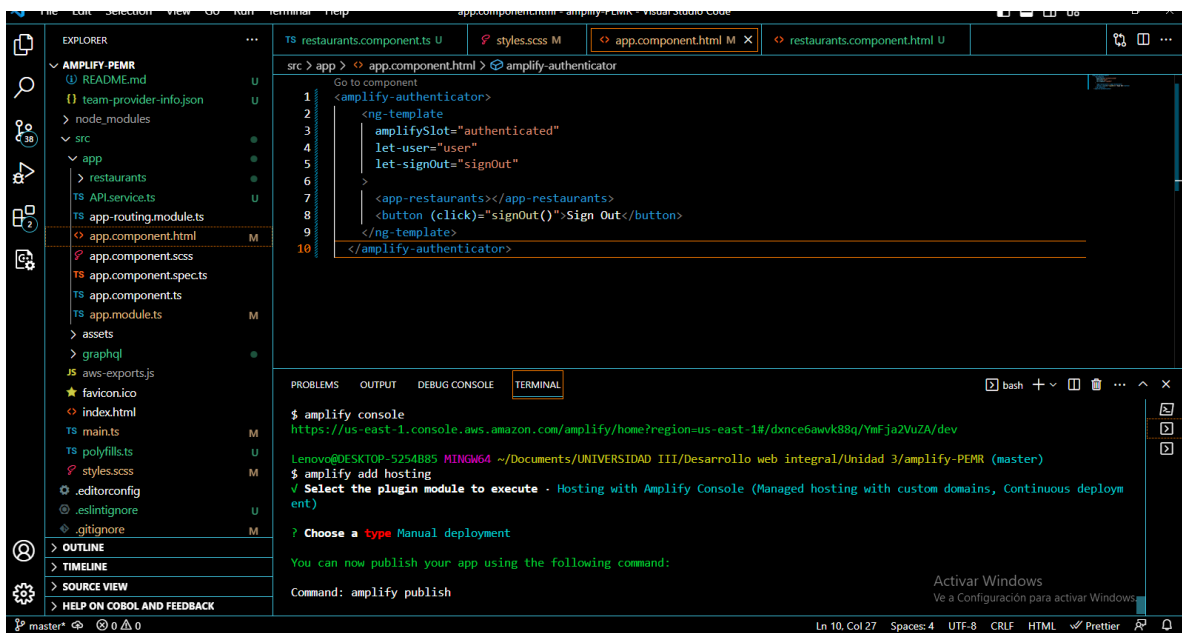 File Edit Selection View Go Run Terminal Help app.component.html - amplify-PEMR - Visual Studio Code
EXPLORER
AMPLIFY-PEMR
README.md U
team-provider-info.json U
node_modules
src
app
restaurants
TS API.service.ts U
TS app-routing.module.ts
app.component.html M
app.component.scss
TS app.component.spec.ts
TS app.component.ts
TS app.module.ts M
assets
graphql
JS aws-exports.js
favicon.ico
index.html
TS main.ts M
TS polyfills.ts U
styles.scss M
.editorconfig
.eslintignore U
.gitignore M
OUTLINE
TIMELINE
SOURCE VIEW
HELP ON COBOL AND FEEDBACK
38
2
TS restaurants.component.ts U styles.scss M app.component.html M restaurants.component.html U
src > app > app.component.html > amplify-authenticator
Go to component
1 <amplify-authenticator>
2 <ng-template
3 amplifySlot="authenticated"
4 let-user="user"
5 let-signOut="signOut"
6 >
7 <app-restaurants></app-restaurants>
8 <button (click)="signOut()">Sign Out</button>
9 </ng-template>
10 </amplify-authenticator>
PROBLEMS OUTPUT DEBUG CONSOLE TERMINAL bash
$ amplify console
https://us-east-1.console.aws.amazon.com/amplify/home?region=us-east-1#/dxnce6awvk88q/YmFja2VuZA/dev
Lenovo@DESKTOP-5254B85 MINGW64 ~/Documents/UNIVERSIDAD III/Desarrollo web integral/Unidad 3/amplify-PEMR (master)
$ amplify add hosting
√ Select the plugin module to execute · Hosting with Amplify Console (Managed hosting with custom domains, Continuous deploym
ent)
? Choose a type Manual deployment
You can now publish your app using the following command:
Command: amplify publish
Activar Windows
Ve a Configuración para activar Windows.
master* 0 0 Ln 10, Col 27 Spaces: 4 UTF-8 CRLF HTML Prettier